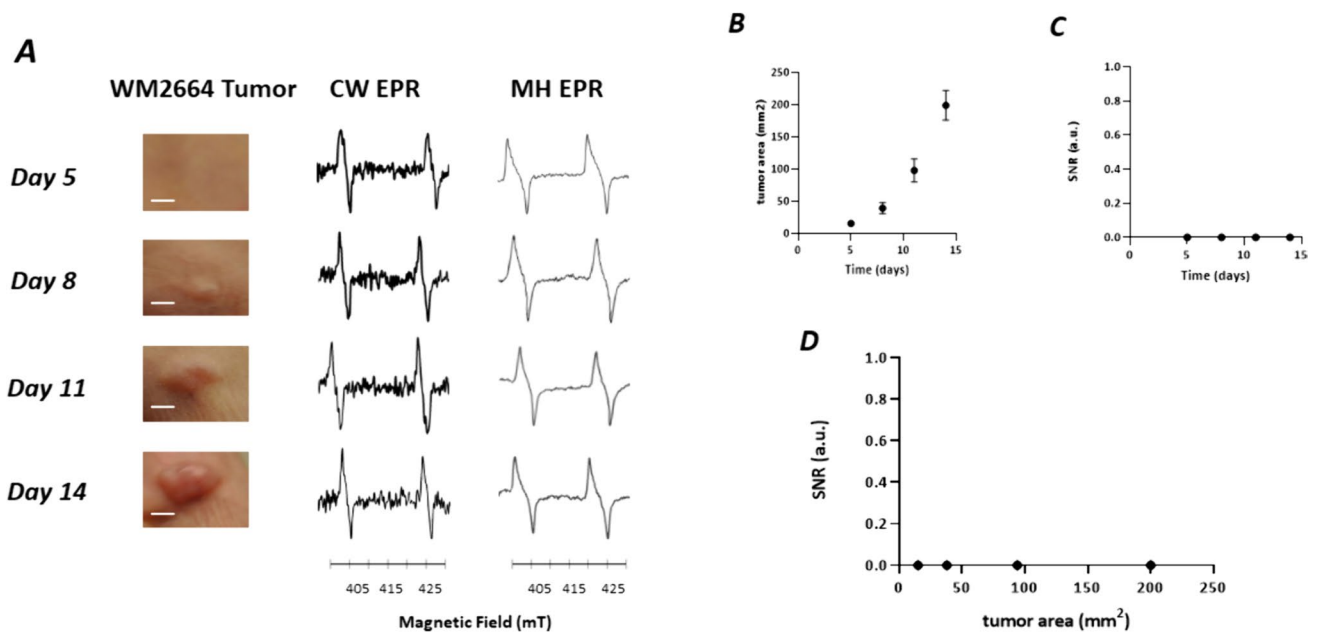 A
WM2664 Tumor CW EPR MH EPR
Day 5
Day 8
Day 11
Day 14
405 415 425
405 415 425
Magnetic Field (mT)
B
250
200
150
100
50
0
tumor area (mm2)
0 5 10 15
Time (days)
C
1.0
0.8
0.6
0.4
0.2
0.0
SNR (a.u.)
0 5 10 15
Time (days)
D
1.0
0.8
0.6
0.4
0.2
0.0
SNR (a.u.)
0 50 100 150 200 250
tumor area (mm²)